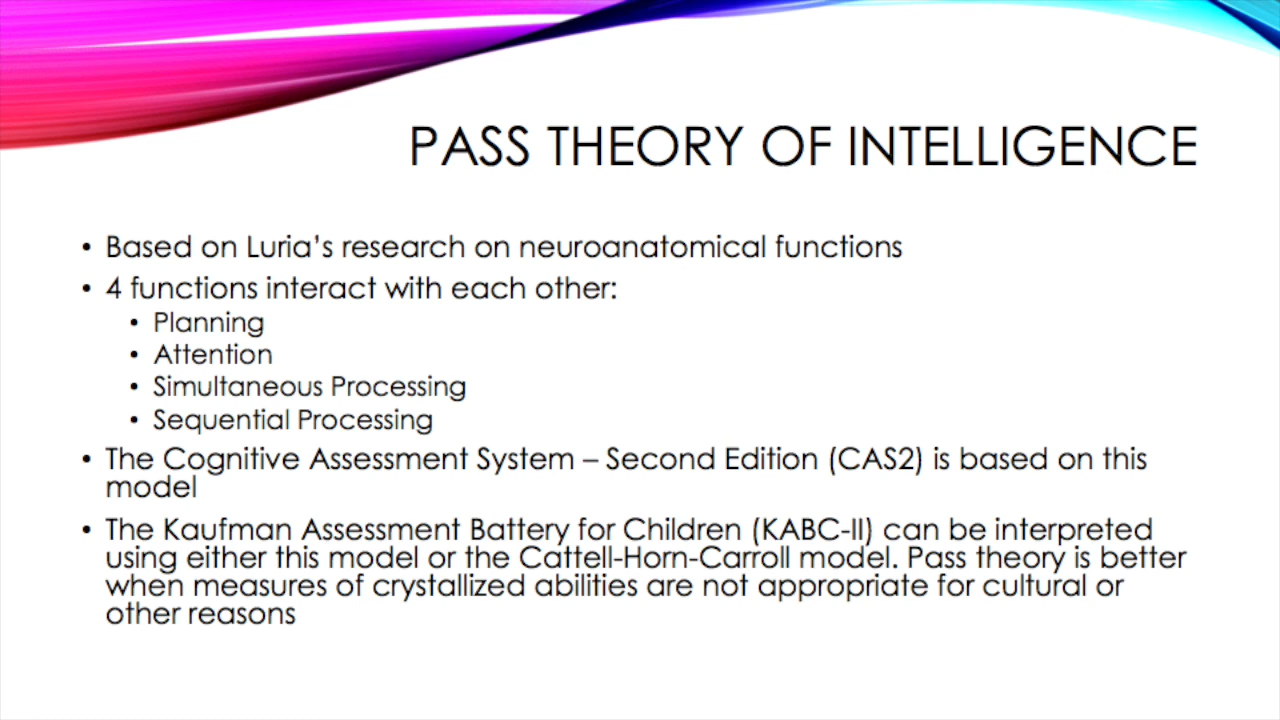 PASS THEORY OF INTELLIGENCE
• Based on Luria's research on neuroanatomical functions
• 4 functions interact with each other:
• Planning
• Attention
• Simultaneous Processing
• Sequential Processing
• The Cognitive Assessment System – Second Edition (CAS2) is based on this
model
• The Kaufman Assessment Battery for Children (KABC-II) can be interpreted
using either this model or the Cattell-Horn-Carroll model. Pass theory is better
when measures of crystallized abilities are not appropriate for cultural or
other reasons